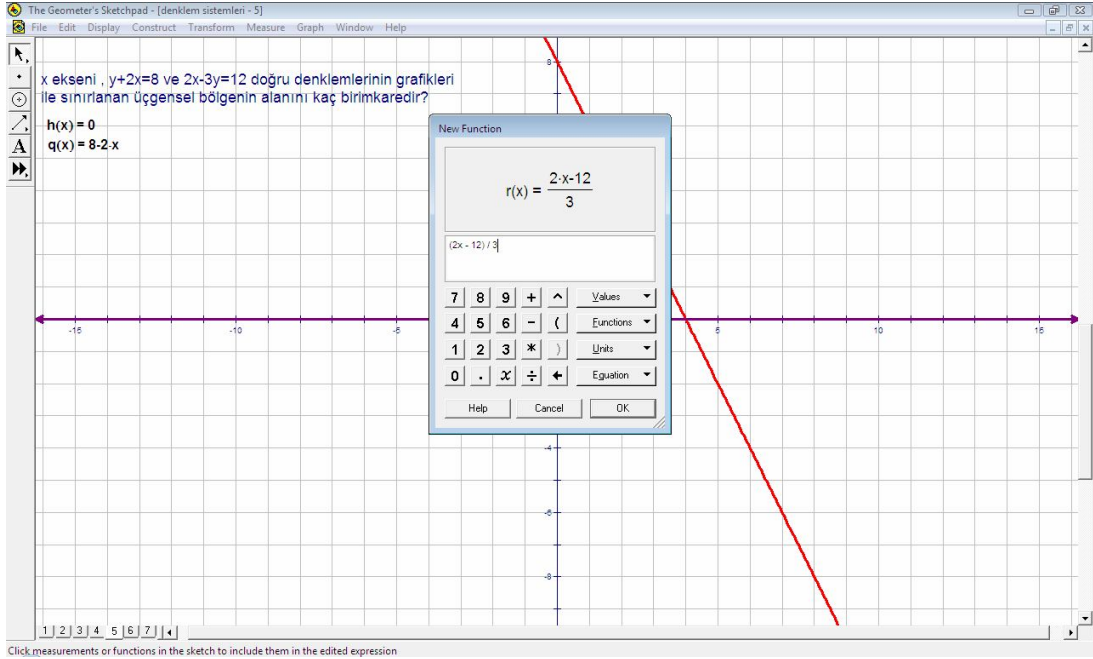 The Geometer's Sketchpad - [denklem sistemleri - 5]
File Edit Display Construct Transform Measure Graph Window Help
x ekseni , y+2x=8 ve 2x-3y=12 doğru denklemlerinin grafikleri
ile sınırlanan üçgensel bölgenin alanını kaç birimkaredir?
h(x) = 0
q(x) = 8-2·x
A
New Function
r(x) = (2·x-12)/3
(2x - 12) / 3
7 8 9 + ^ Values
4 5 6 - ( Functions
1 2 3 * ) Units
0 . x ÷ ← Equation
Help Cancel OK
8
-15 -10 -5 5 10 15
-4
-6
-8
1 2 3 4 5 6 7
Click measurements or functions in the sketch to include them in the edited expression